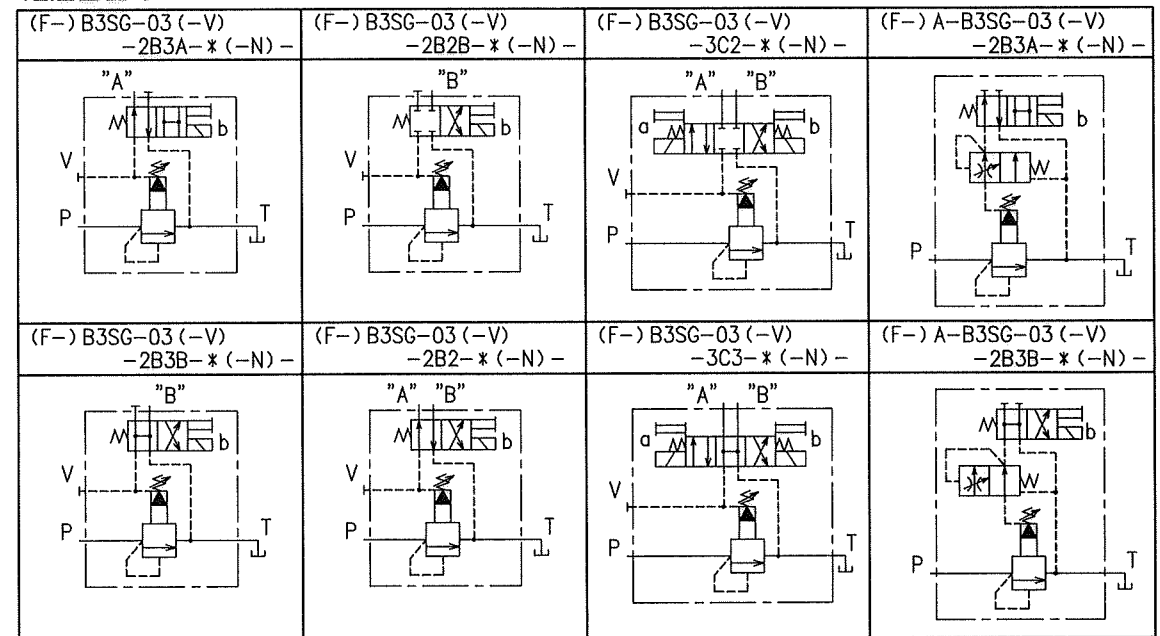 (F-) B3SG-03 (-V)
-2B3A-* (-N) -
(F-) B3SG-03 (-V)
-2B2B-* (-N) -
(F-) B3SG-03 (-V)
-3C2-* (-N) -
(F-) A-B3SG-03 (-V)
-2B3A-* (-N) -
"A"
b
V
P
T
"B"
b
V
P
T
"A" "B"
a
b
V
P
T
b
P
T
(F-) B3SG-03 (-V)
-2B3B-* (-N) -
(F-) B3SG-03 (-V)
-2B2-* (-N) -
(F-) B3SG-03 (-V)
-3C3-* (-N) -
(F-) A-B3SG-03 (-V)
-2B3B-* (-N) -
"B"
b
V
P
T
"A" "B"
b
V
P
T
"A" "B"
a
b
V
P
T
b
P
T